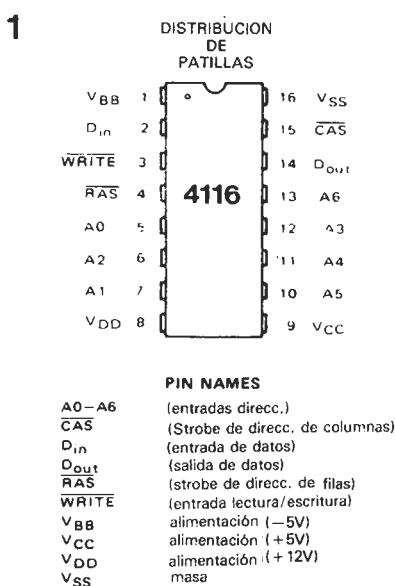 1
DISTRIBUCION
DE
PATILLAS
VBB 1 16 VSS
Din 2 15 CAS
WRITE 3 14 Dout
RAS 4 4116 13 A6
A0 5 12 A3
A2 6 11 A4
A1 7 10 A5
VDD 8 9 VCC
PIN NAMES
A0-A6 (entradas direcc.)
CAS (Strobe de direcc. de columnas)
Din (entrada de datos)
Dout (salida de datos)
RAS (strobe de direcc. de filas)
WRITE (entrada lectura/escritura)
VBB alimentación (-5V)
VCC alimentación (+5V)
VDD alimentación (+12V)
VSS masa